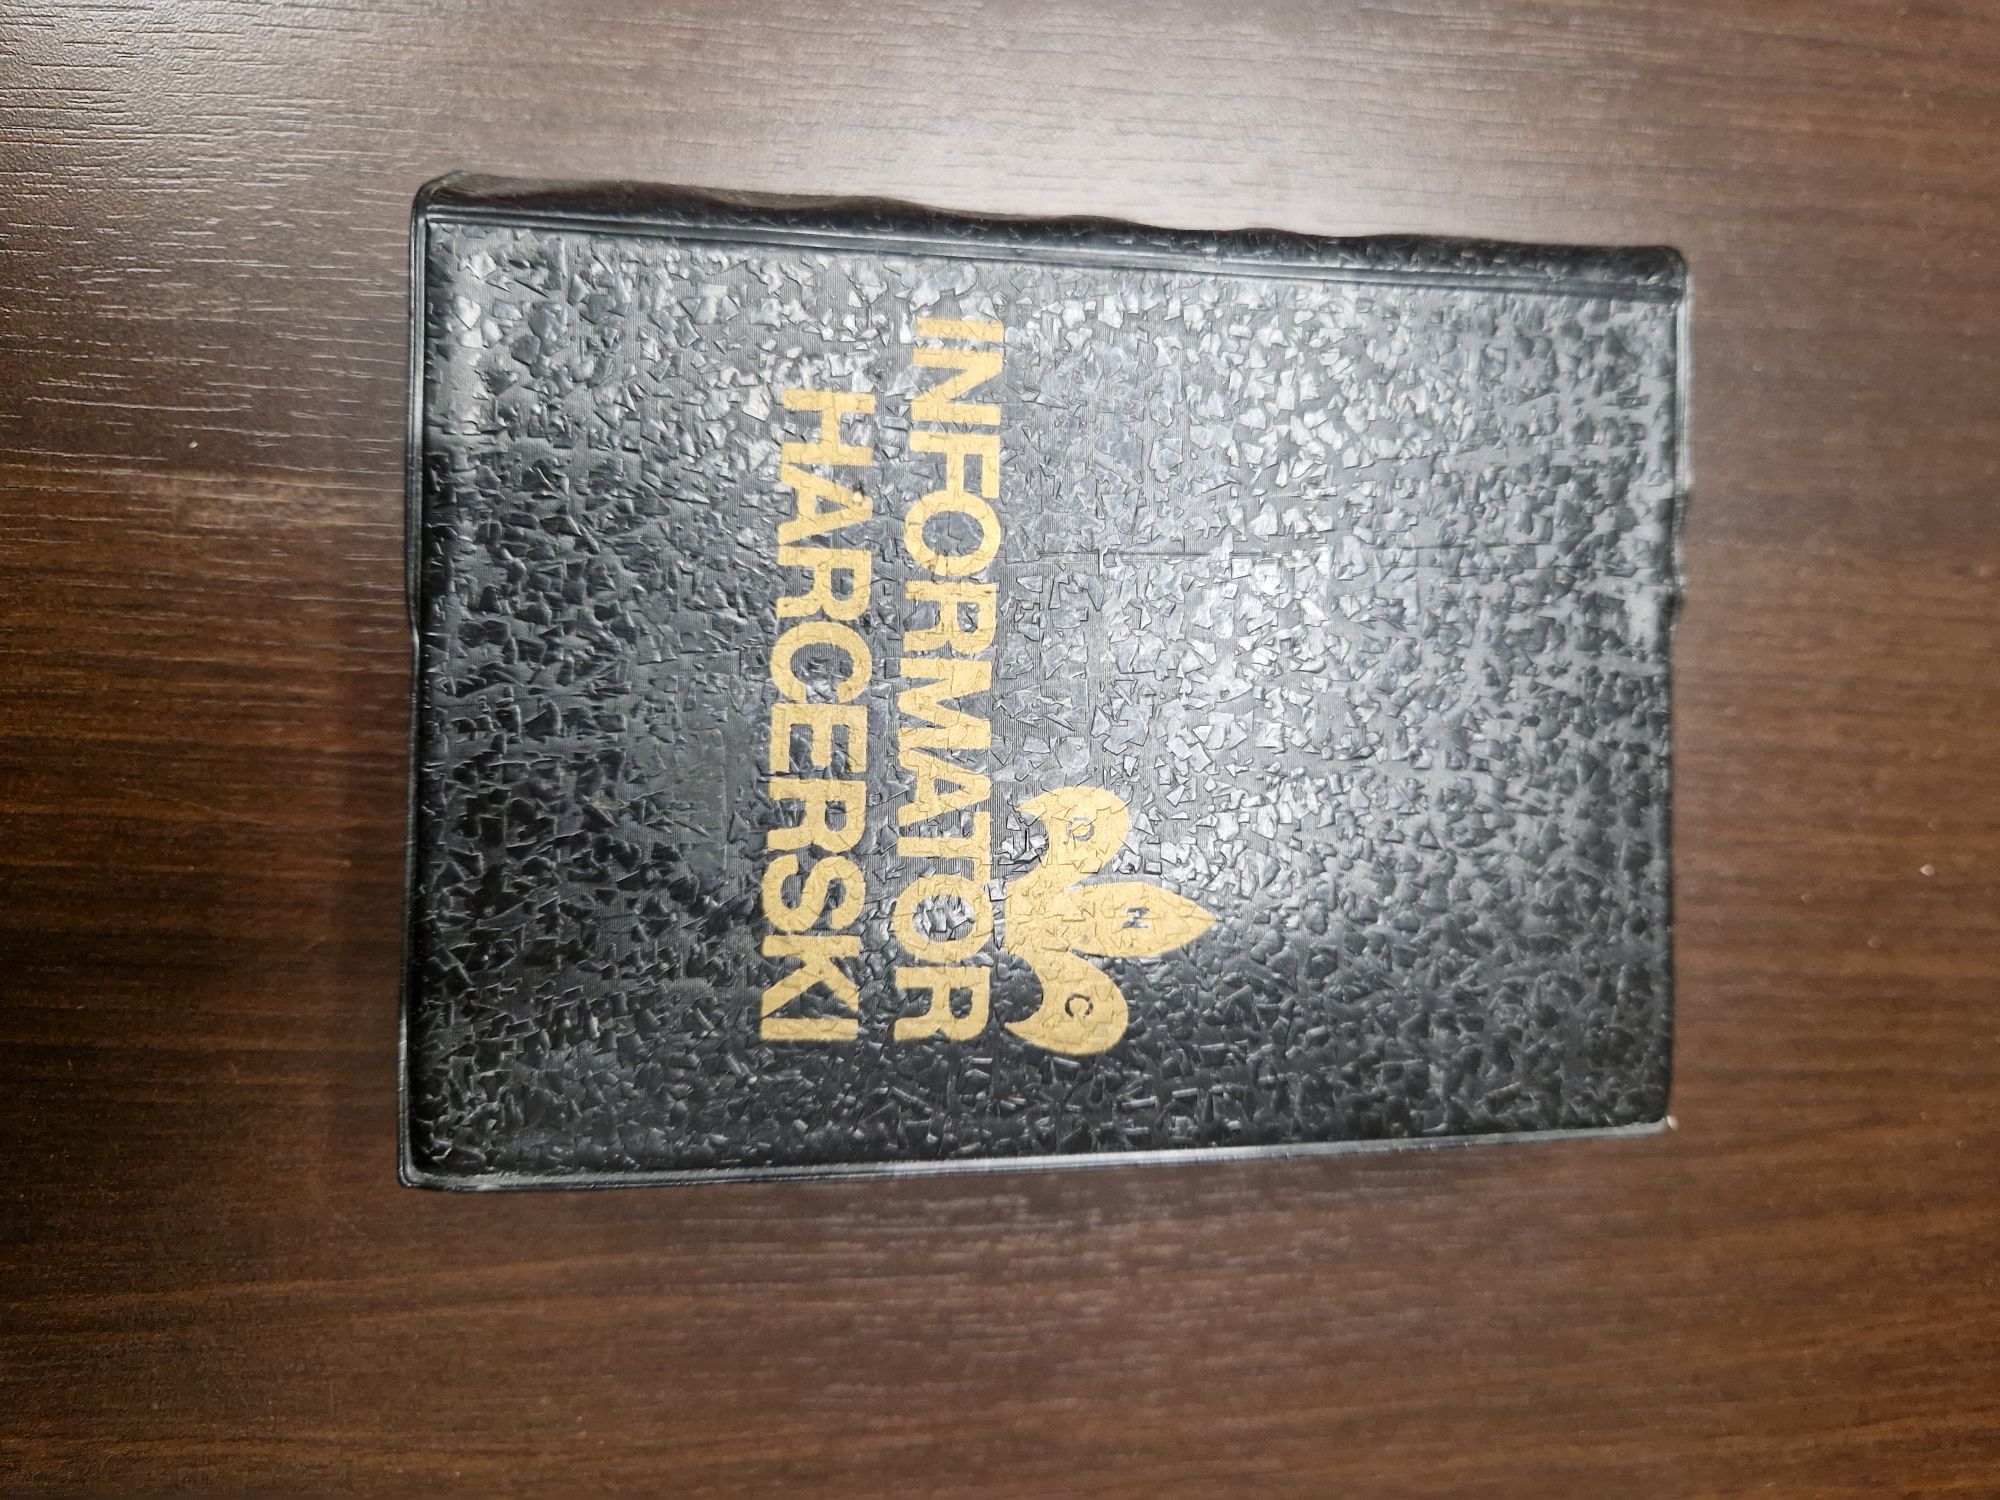 O N C
INFORMATOR
HARCERSKI